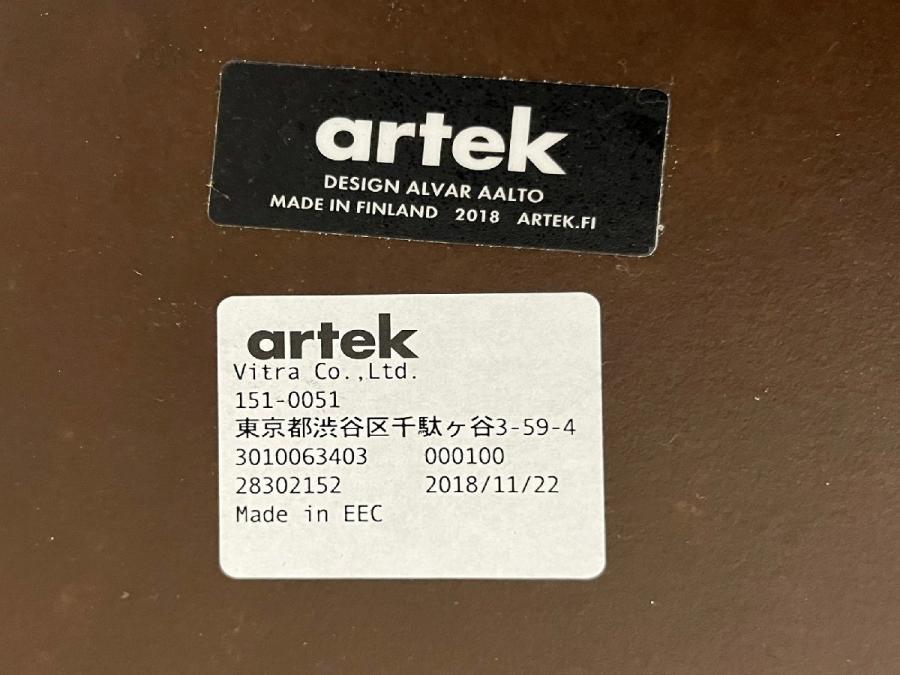 artek
DESIGN ALVAR AALTO
MADE IN FINLAND 2018 ARTEK.FI
artek
Vitra Co.,Ltd.
151-0051
東京都渋谷区千駄ヶ谷3-59-4
3010063403 000100
28302152 2018/11/22
Made in EEC